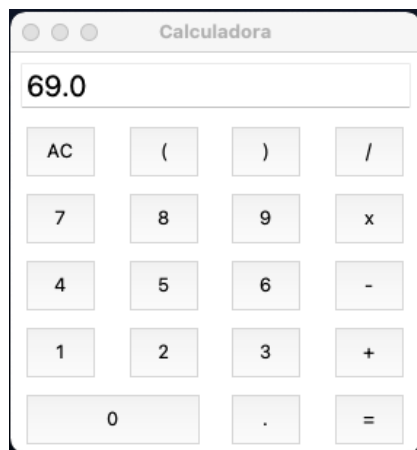 Calculadora
69.0
AC ( ) /
7 8 9 x
4 5 6 -
1 2 3 +
0 . =